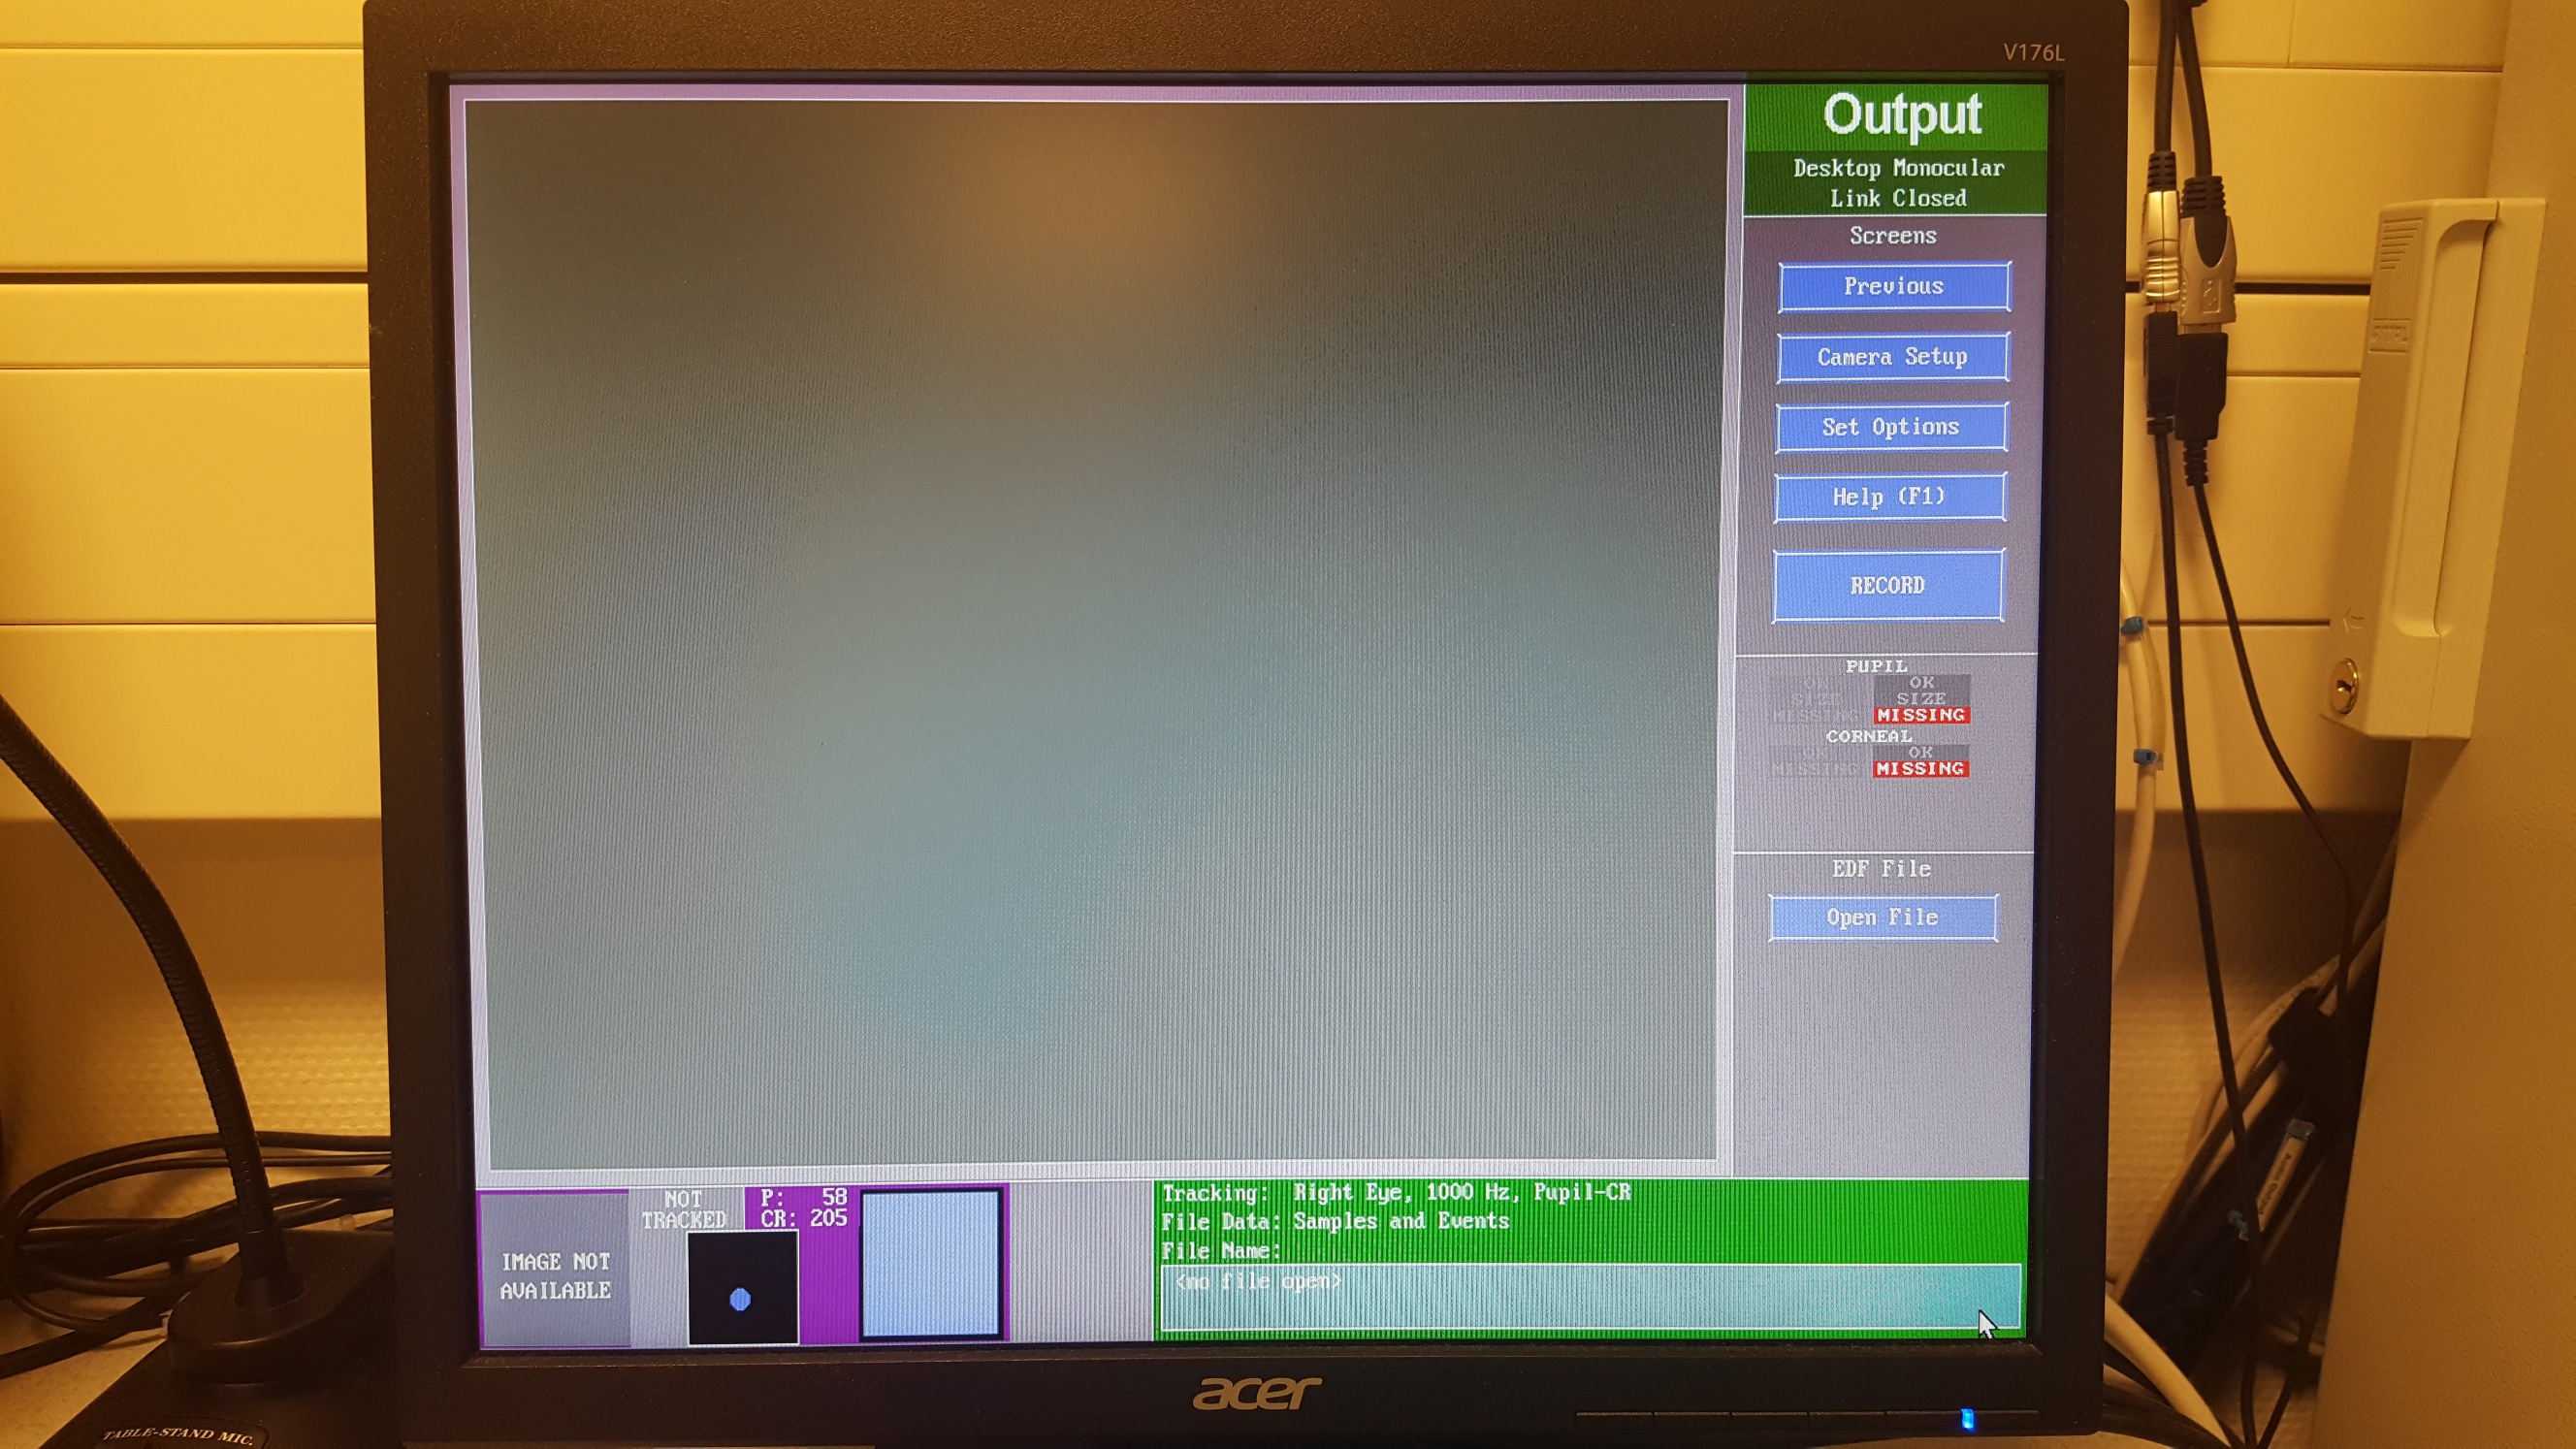 V176L
Output
Desktop Monocular
Link Closed
Screens
Previous
Camera Setup
Set Options
Help (F1)
RECORD
PUPIL
OK OK
SIZE SIZE
MISSING MISSING
CORNEAL
OK OK
MISSING MISSING
EDF File
Open File
NOT
TRACKED
P: 58
CR: 205
IMAGE NOT
AVAILABLE
Tracking: Right Eye, 1000 Hz, Pupil-CR
File Data: Samples and Events
File Name:
<no file open>
acer
TABLE-STAND MIC.